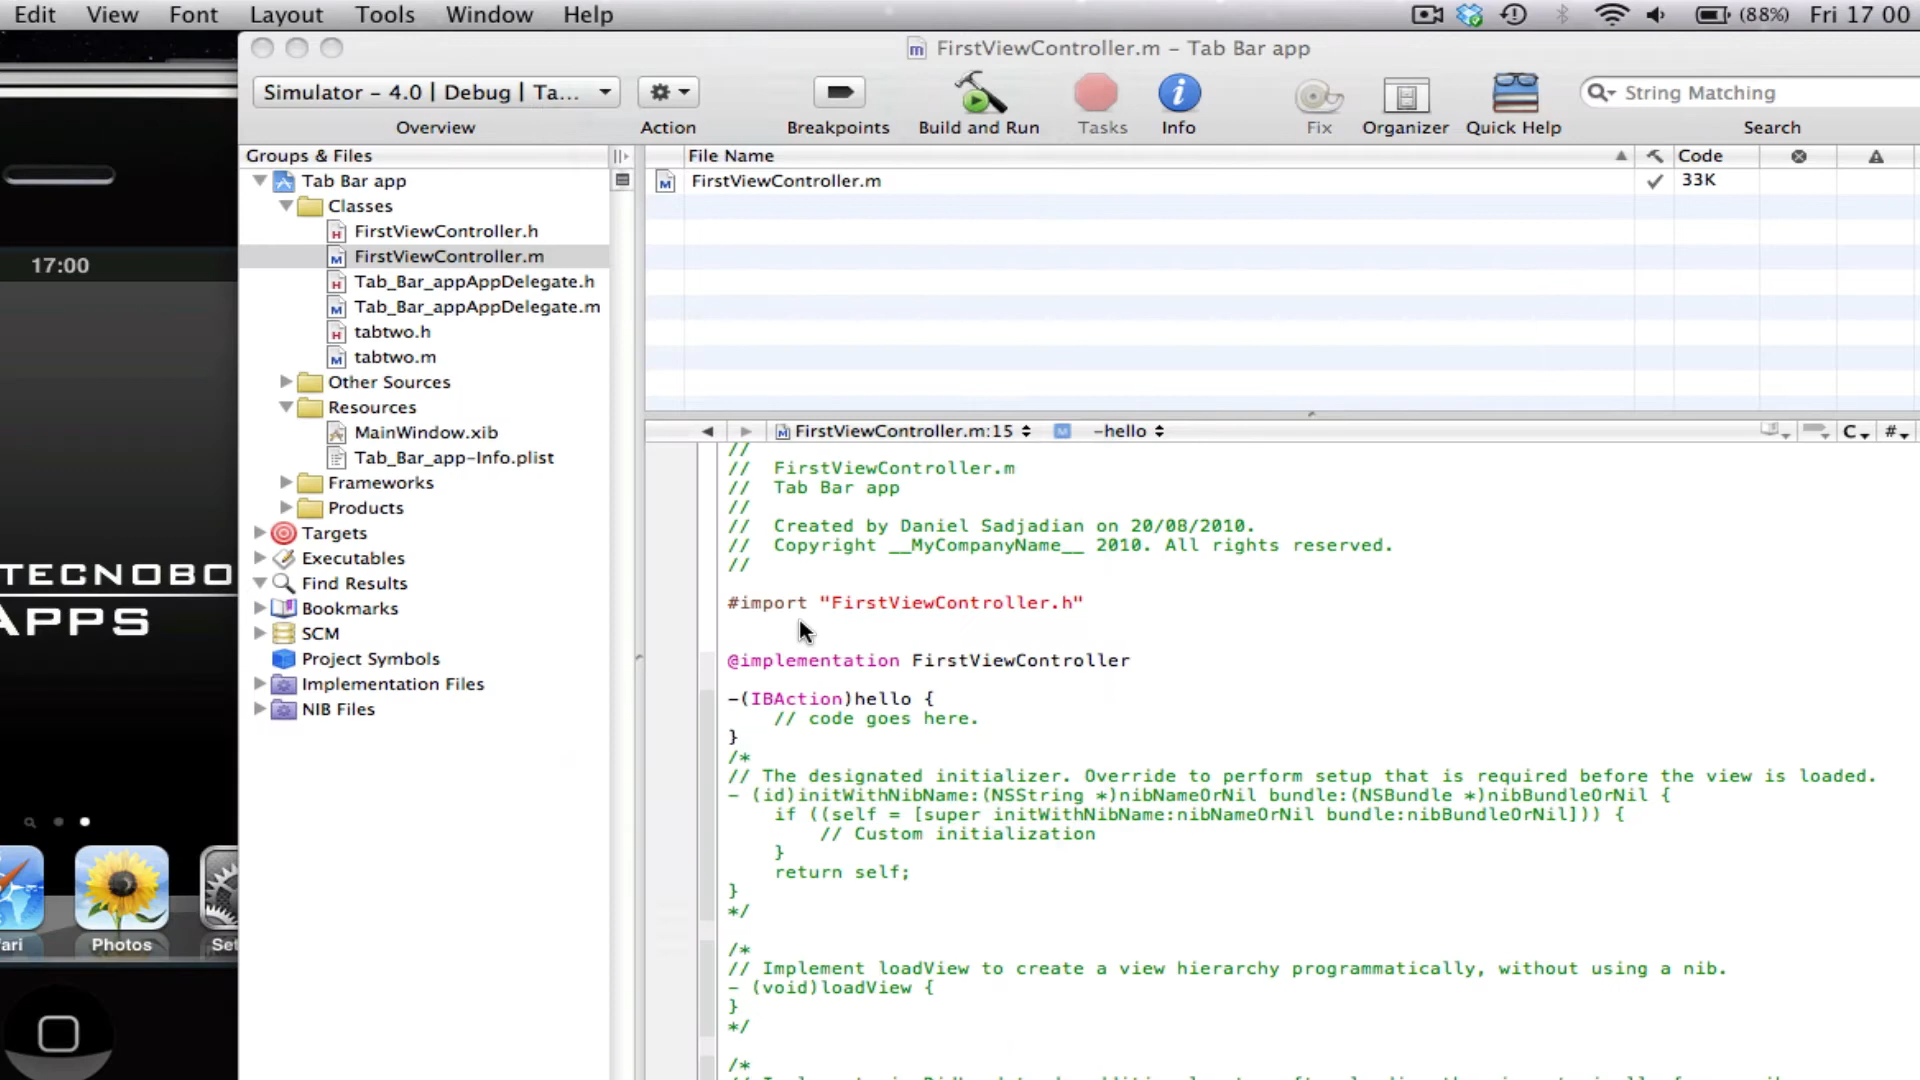 Edit View Font Layout Tools Window Help (88%) Fri 17 00
FirstViewController.m – Tab Bar app
Simulator – 4.0 | Debug | Ta... String Matching
Overview Action Breakpoints Build and Run Tasks Info Fix Organizer Quick Help Search
Groups & Files File Name Code
Tab Bar app FirstViewController.m 33K
Classes
FirstViewController.h
17:00
FirstViewController.m
Tab_Bar_appAppDelegate.h
Tab_Bar_appAppDelegate.m
tabtwo.h
tabtwo.m
Other Sources
Resources
MainWindow.xib
Tab_Bar_app-Info.plist
Frameworks
Products
Targets
Executables
Find Results
Bookmarks
SCM
Project Symbols
Implementation Files
NIB Files
TECNOBO
APPS
ari Photos Set
FirstViewController.m:15 -hello C #
//
// FirstViewController.m
// Tab Bar app
//
// Created by Daniel Sadjadian on 20/08/2010.
// Copyright __MyCompanyName__ 2010. All rights reserved.
//
#import "FirstViewController.h"
@implementation FirstViewController
-(IBAction)hello {
// code goes here.
}
/*
// The designated initializer. Override to perform setup that is required before the view is loaded.
- (id)initWithNibName:(NSString *)nibNameOrNil bundle:(NSBundle *)nibBundleOrNil {
if ((self = [super initWithNibName:nibNameOrNil bundle:nibBundleOrNil])) {
// Custom initialization
}
return self;
}
*/
/*
// Implement loadView to create a view hierarchy programmatically, without using a nib.
- (void)loadView {
}
*/
/*